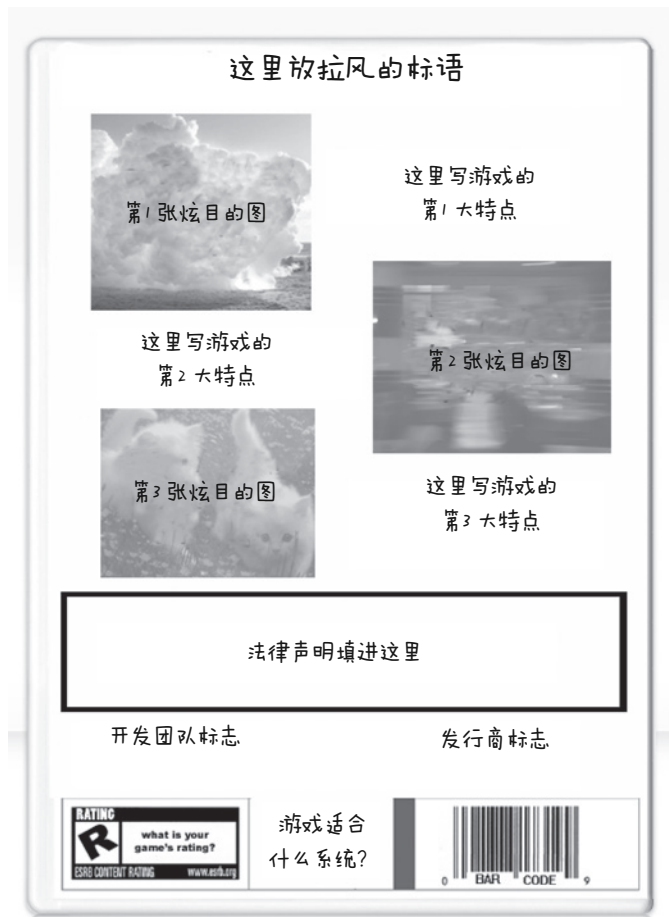 这里放拉风的标语
第1张炫目的图
这里写游戏的
第1大特点
这里写游戏的
第2大特点
第2张炫目的图
第3张炫目的图
这里写游戏的
第3大特点
法律声明填进这里
开发团队标志
发行商标志
RATING
R
what is your
game's rating?
ESRB CONTENT RATING www.esrb.org
游戏适合
什么系统?
0 BAR CODE 9